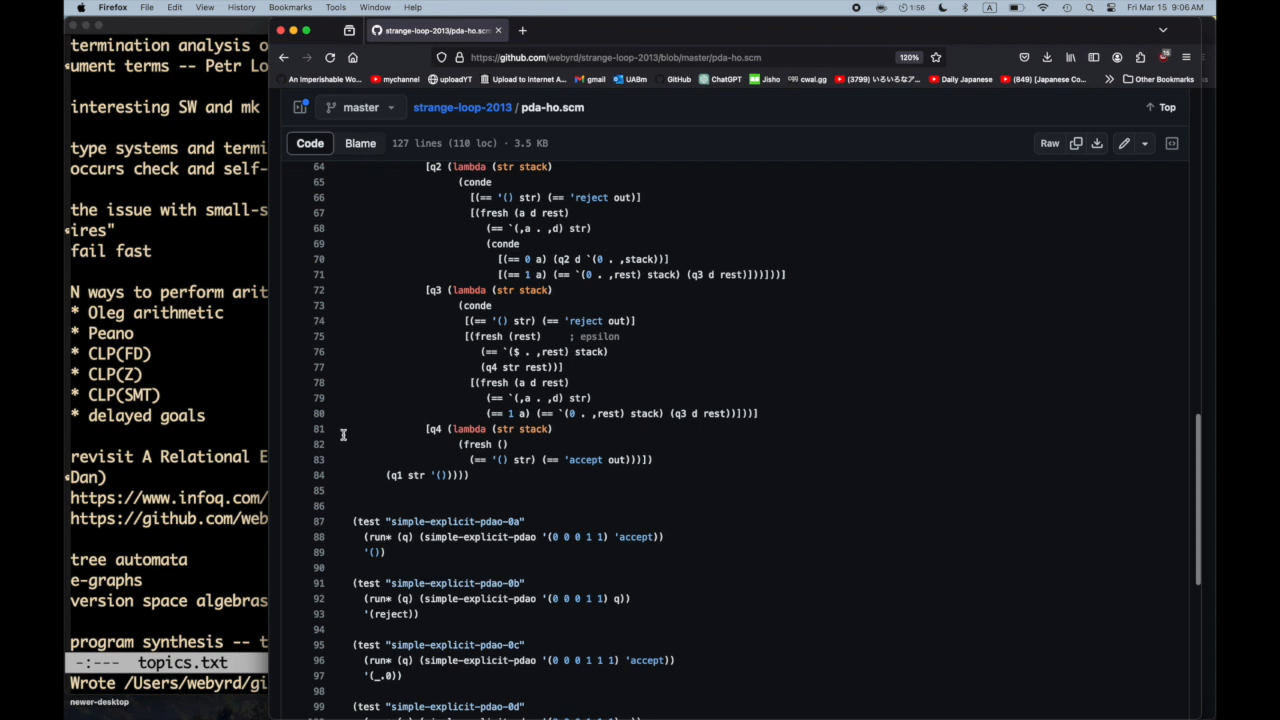 Firefox File Edit View History Bookmarks Tools Window Help 1:56 A Fri Mar 15 9:06 AM
strange-loop-2013/pda-ho.scm
https://github.com/webyrd/strange-loop-2013/blob/master/pda-ho.scm 120% 15
An Imperishable Wo... mychannel uploadYT Upload to Internet A... gmail UABm GitHub ChatGPT Jisho cwal.gg (3799) いろいろなア... Daily Japanese (849) [Japanese Co... Other Bookmarks
master strange-loop-2013 / pda-ho.scm Top
Code Blame 127 lines (110 loc) · 3.5 KB Raw
64 [q2 (lambda (str stack)
65 (conde
66 [(== '() str) (== 'reject out)]
67 [(fresh (a d rest)
68 (== `(,a . ,d) str)
69 (conde
70 [(== 0 a) (q2 d `(0 . ,stack))]
71 [(== 1 a) (== `(0 . ,rest) stack) (q3 d rest)]))]))]
72 [q3 (lambda (str stack)
73 (conde
74 [(== '() str) (== 'reject out)]
75 [(fresh (rest) ; epsilon
76 (== `($ . ,rest) stack)
77 (q4 str rest))]
78 [(fresh (a d rest)
79 (== `(,a . ,d) str)
80 (== 1 a) (== `(0 . ,rest) stack) (q3 d rest))]))]
81 [q4 (lambda (str stack)
82 (fresh ()
83 (== '() str) (== 'accept out)))])
84 (q1 str '()))))
85
86
87 (test "simple-explicit-pdao-0a"
88 (run* (q) (simple-explicit-pdao '(0 0 0 1 1) 'accept))
89 '())
90
91 (test "simple-explicit-pdao-0b"
92 (run* (q) (simple-explicit-pdao '(0 0 0 1 1) q))
93 '(reject))
94
95 (test "simple-explicit-pdao-0c"
96 (run* (q) (simple-explicit-pdao '(0 0 0 1 1 1) 'accept))
97 '(_.0))
98
99 (test "simple-explicit-pdao-0d"
termination analysis o
ument terms -- Petr Lo
interesting SW and mk
type systems and termi
occurs check and self-
the issue with small-s
ires"
fail fast
N ways to perform arit
* Oleg arithmetic
* Peano
* CLP(FD)
* CLP(Z)
* CLP(SMT)
* delayed goals
revisit A Relational E
Dan)
https://www.infoq.com/
https://github.com/web
tree automata
e-graphs
version space algebras
program synthesis -- t
-:--- topics.txt
Wrote /Users/webyrd/gi
newer-desktop